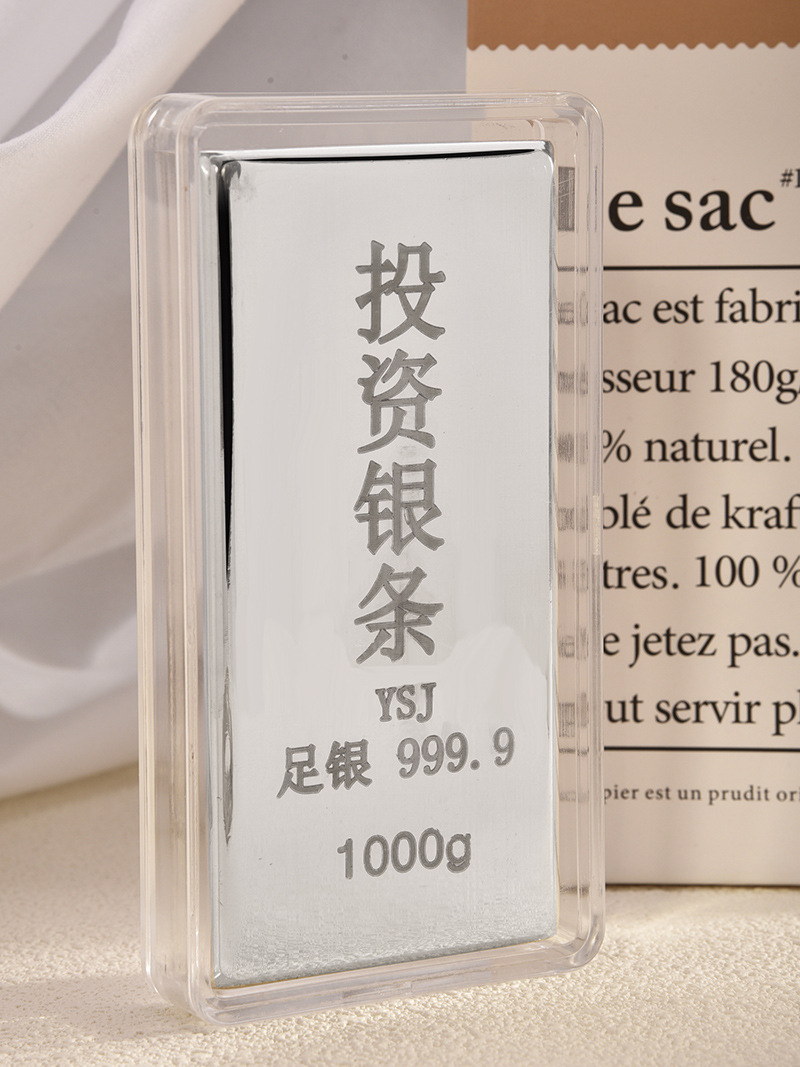 投资银条
YSJ
足银 999.9
1000g
e sac
ac est fabri
sseur 180g
% naturel.
blé de kraf
tres. 100 %
e jetez pas.
ut servir pl
pier est un prudit ori